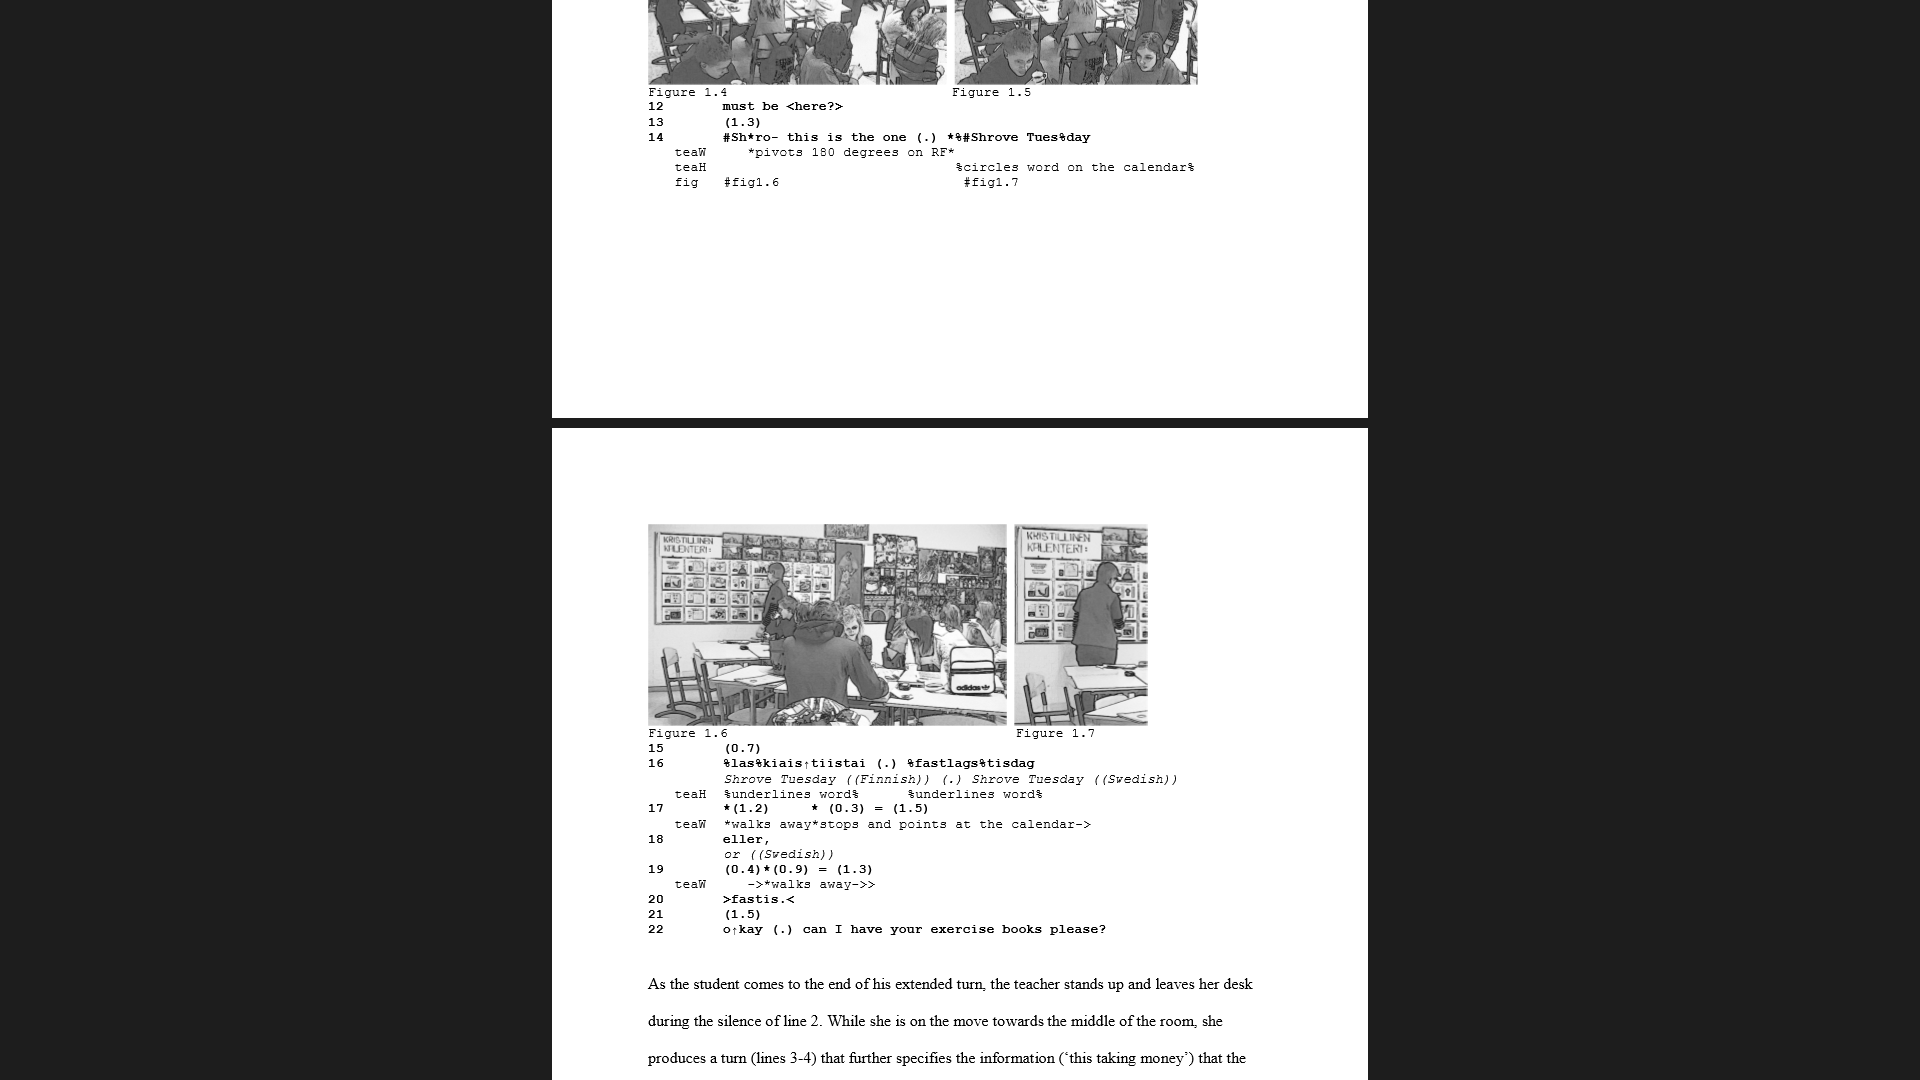 Figure 1.4 Figure 1.5
12 must be <here?>
13 (1.3)
14 #Sh*ro- this is the one (.) *%#Shrove Tues%day
teaW *pivots 180 degrees on RF*
teaH %circles word on the calendar%
fig #fig1.6 #fig1.7
KRISTILLINEN
KALENTERI:
adidas
KRISTILLINEN
KALENTERI:
Figure 1.6 Figure 1.7
15 (0.7)
16 %las%kiais↑tiistai (.) %fastlags%tisdag
Shrove Tuesday ((Finnish)) (.) Shrove Tuesday ((Swedish))
teaH %underlines word% %underlines word%
17 *(1.2) * (0.3) = (1.5)
teaW *walks away*stops and points at the calendar->
18 eller,
or ((Swedish))
19 (0.4)*(0.9) = (1.3)
teaW ->*walks away->>
20 >fastis.<
21 (1.5)
22 o↑kay (.) can I have your exercise books please?
As the student comes to the end of his extended turn, the teacher stands up and leaves her desk
during the silence of line 2. While she is on the move towards the middle of the room, she
produces a turn (lines 3-4) that further specifies the information (‘this taking money’) that the